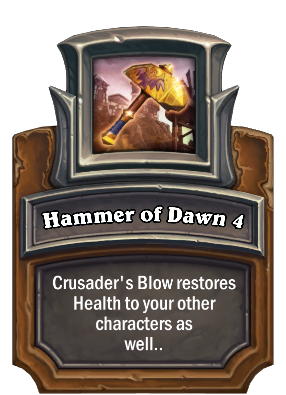 Hammer of Dawn 4
Crusader's Blow restores
Health to your other
characters as
well..